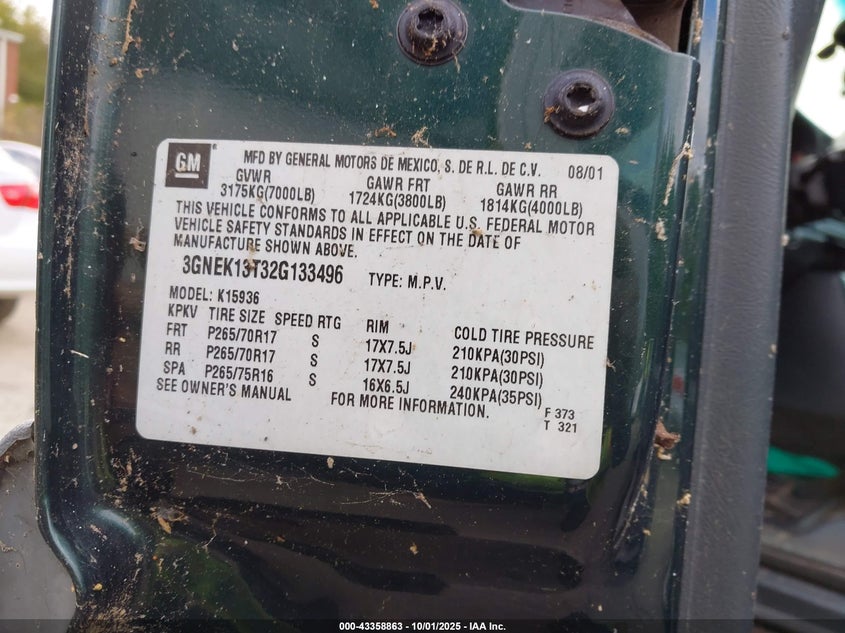 GM
MFD BY GENERAL MOTORS DE MEXICO, S. DE R.L. DE C.V. 08/01
GVWR GAWR FRT GAWR RR
3175KG(7000LB) 1724KG(3800LB) 1814KG(4000LB)
THIS VEHICLE CONFORMS TO ALL APPLICABLE U.S. FEDERAL MOTOR
VEHICLE SAFETY STANDARDS IN EFFECT ON THE DATE OF
MANUFACTURE SHOWN ABOVE.
3GNEK13T32G133496 TYPE: M.P.V.
MODEL: K15936
KPKV TIRE SIZE SPEED RTG RIM COLD TIRE PRESSURE
FRT P265/70R17 S 17X7.5J 210KPA(30PSI)
RR P265/70R17 S 17X7.5J 210KPA(30PSI)
SPA P265/75R16 S 16X6.5J 240KPA(35PSI)
SEE OWNER'S MANUAL FOR MORE INFORMATION.
F 373
T 321
000-43358863 - 10/01/2025 - IAA Inc.